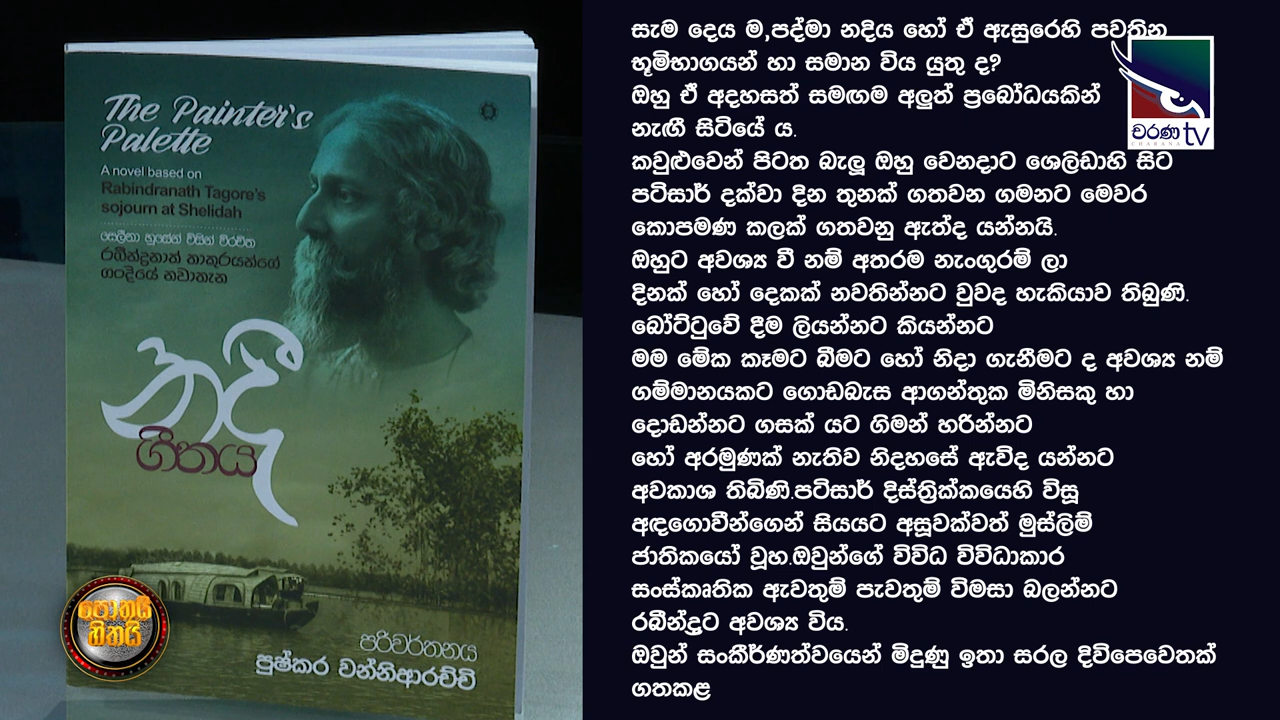 The Painter's
Palette
A novel based on
Rabindranath Tagore's
sojourn at Shelidah
සෙලීනා හුසේන් විසින් විරචිත
රබීන්ද්‍රනාත් තාකූරයන්ගේ
ගංදියේ නවාතැන
නදී
ගීතය
පරිවර්තනය
පුෂ්කර වන්නිආරච්චි
පොතයි
හිතයි
සැම දෙය ම,පද්මා නදිය හෝ ඒ ඇසුරෙහි පවතින
භූමිභාගයන් හා සමාන විය යුතු ද?
ඔහු ඒ අදහසත් සමඟම අලුත් ප්‍රබෝධයකින්
නැඟී සිටියේ ය.
කවුළුවෙන් පිටත බැලූ ඔහු වෙනදාට ශෙලිඩාහි සිට
පටිසාර් දක්වා දින තුනක් ගතවන ගමනට මෙවර
කොපමණ කලක් ගතවනු ඇත්ද යන්නයි.
ඔහුට අවශ්‍ය වී නම් අතරම නැංගුරම් ලා
දිනක් හෝ දෙකක් නවතින්නට වුවද හැකියාව තිබුණි.
බෝට්ටුවේ දීම ලියන්නට කියන්නට
මම මේක කෑමට බීමට හෝ නිදා ගැනීමට ද අවශ්‍ය නම්
ගම්මානයකට ගොඩබැස ආගන්තුක මිනිසකු හා
දොඩන්නට ගසක් යට ගිමන් හරින්නට
හෝ අරමුණක් නැතිව නිදහසේ ඇවිද යන්නට
අවකාශ තිබිණි.පටිසාර් දිස්ත්‍රික්කයෙහි විසූ
අඳගොවීන්ගෙන් සියයට අසූවක්වත් මුස්ලිම්
ජාතිකයෝ වූහ.ඔවුන්ගේ විවිධ විවිධාකාර
සංස්කෘතික ඇවතුම් පැවතුම් විමසා බලන්නට
රබීන්ද්‍රට අවශ්‍ය විය.
ඔවුන් සංකීර්ණත්වයෙන් මිදුණු ඉතා සරල දිවිපෙවෙතක්
ගතකළ
චරණ tv
CHARANA